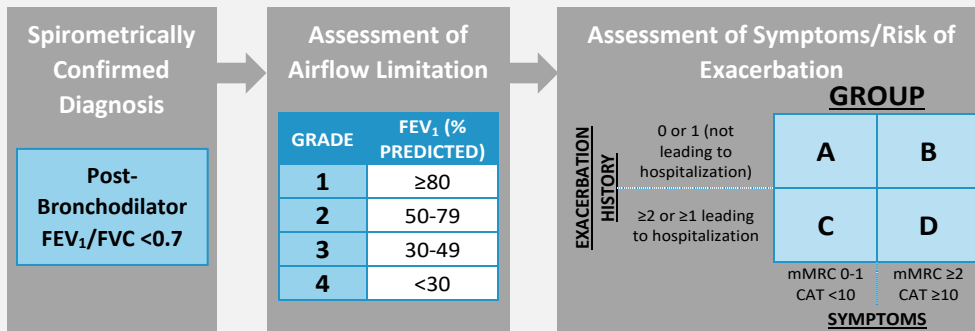 Spirometrically
Confirmed
Diagnosis
Post-
Bronchodilator
FEV₁/FVC <0.7
Assessment of
Airflow Limitation
GRADE
FEV₁ (%
PREDICTED)
1
≥80
2
50-79
3
30-49
4
<30
Assessment of Symptoms/Risk of
Exacerbation
GROUP
EXACERBATION
HISTORY
0 or 1 (not
leading to
hospitalization)
≥2 or ≥1 leading
to hospitalization
A
B
C
D
mMRC 0-1
CAT <10
mMRC ≥2
CAT ≥10
SYMPTOMS